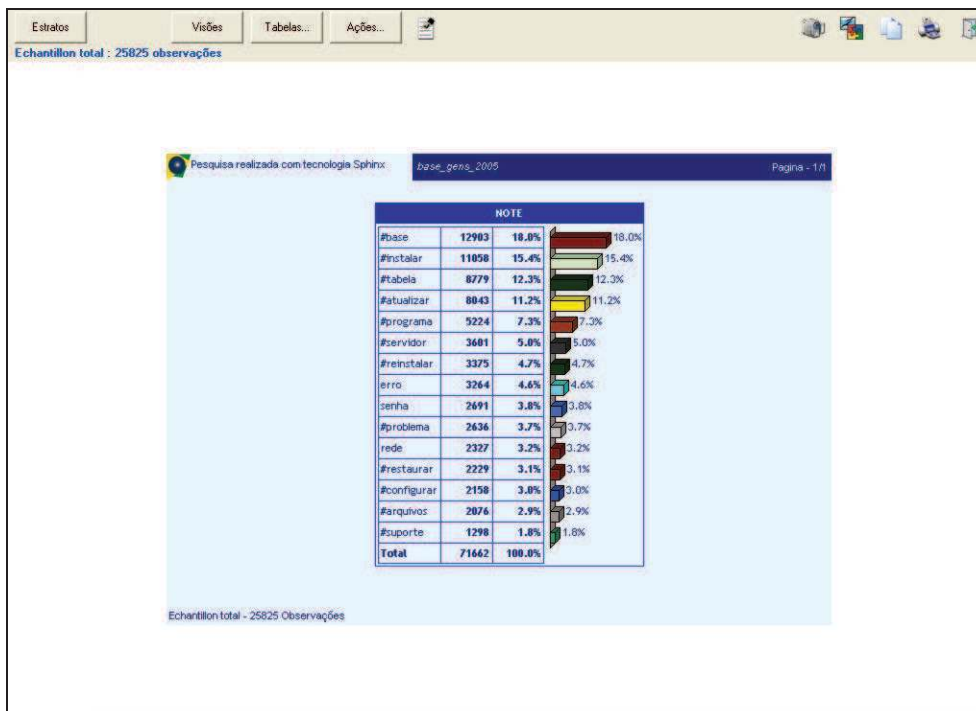 Estratos Visões Tabelas... Ações...
Echantillon total : 25825 observações
Pesquisa realizada com tecnologia Sphinx base_gens_2005 Pagina - 1/1
NOTE
#base 12903 18.0% 18.0%
#instalar 11058 15.4% 15.4%
#tabela 8779 12.3% 12.3%
#atualizar 8043 11.2% 11.2%
#programa 5224 7.3% 7.3%
#servidor 3601 5.0% 5.0%
#reinstalar 3375 4.7% 4.7%
erro 3264 4.6% 4.6%
senha 2691 3.8% 3.8%
#problema 2636 3.7% 3.7%
rede 2327 3.2% 3.2%
#restaurar 2229 3.1% 3.1%
#configurar 2158 3.0% 3.0%
#arquivos 2076 2.9% 2.9%
#suporte 1298 1.8% 1.8%
Total 71662 100.0%
Echantillon total - 25825 Observações